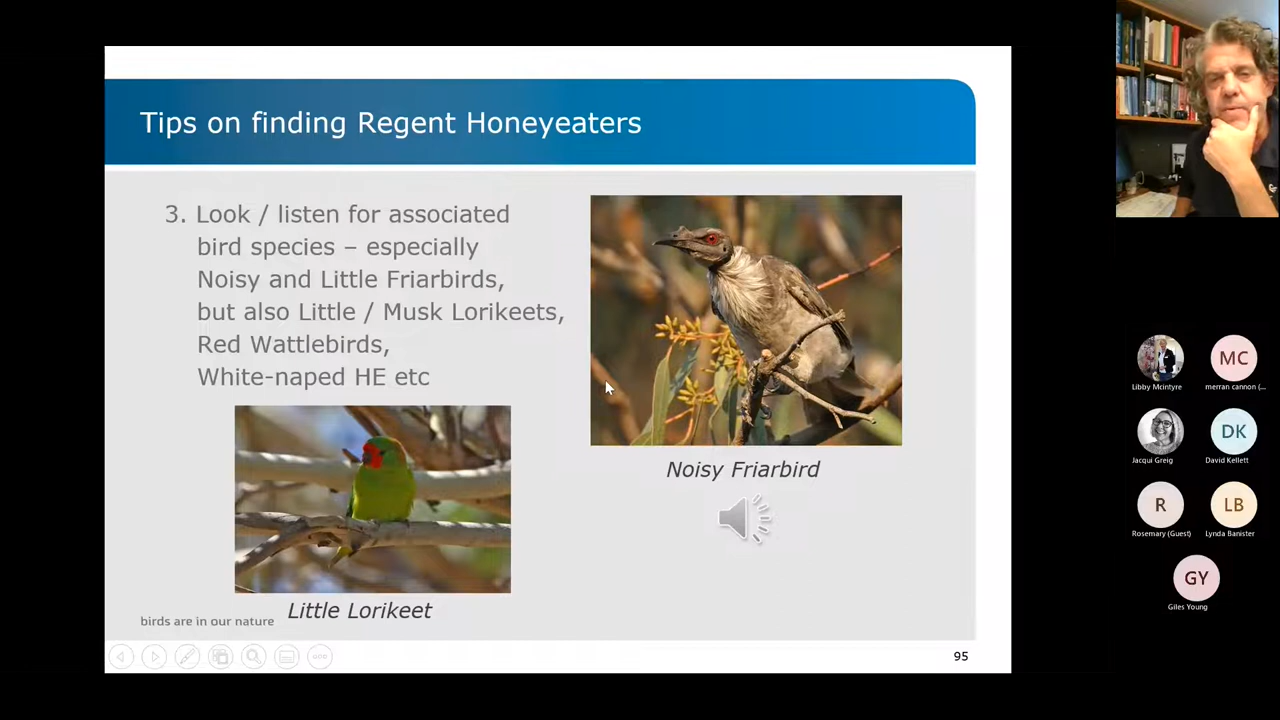 Tips on finding Regent Honeyeaters
3. Look / listen for associated
bird species – especially
Noisy and Little Friarbirds,
but also Little / Musk Lorikeets,
Red Wattlebirds,
White-naped HE etc
Noisy Friarbird
Little Lorikeet
birds are in our nature
95
Libby Mcintyre
MC
merran cannon (...
Jacqui Greig
DK
David Kellett
R
Rosemary (Guest)
LB
Lynda Banister
GY
Giles Young